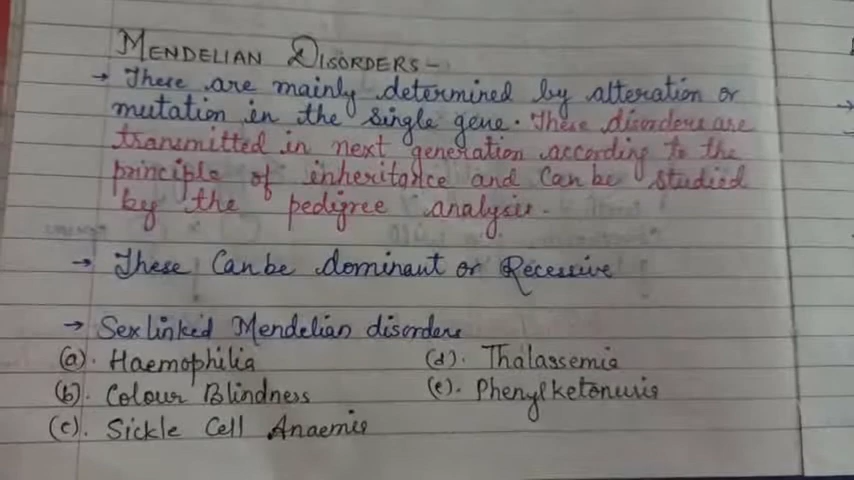 MENDELIAN DISORDERS -
→ These are mainly determined by alteration or
mutation in the single gene. These disorders are
transmitted in next generation according to the
principle of inheritance and can be studied
by the pedigree analysis.
→ These can be dominant or Recessive
→ Sex linked Mendelian disorders
(a). Haemophilia (d). Thalassemia
(b). Colour Blindness (e). Phenylketonuria
(c). Sickle Cell Anaemia